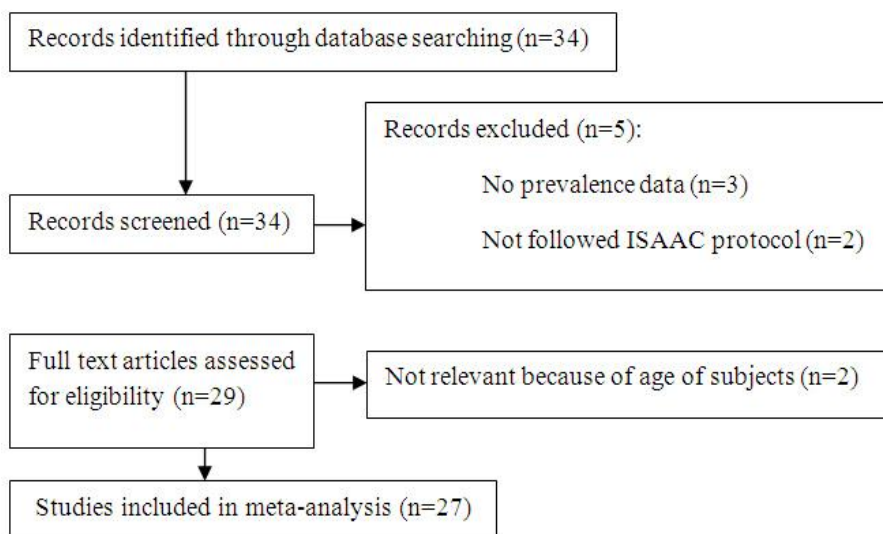 Records identified through database searching (n=34)
Records excluded (n=5):
No prevalence data (n=3)
Records screened (n=34)
Not followed ISAAC protocol (n=2)
Full text articles assessed
for eligibility (n=29)
Not relevant because of age of subjects (n=2)
Studies included in meta-analysis (n=27)